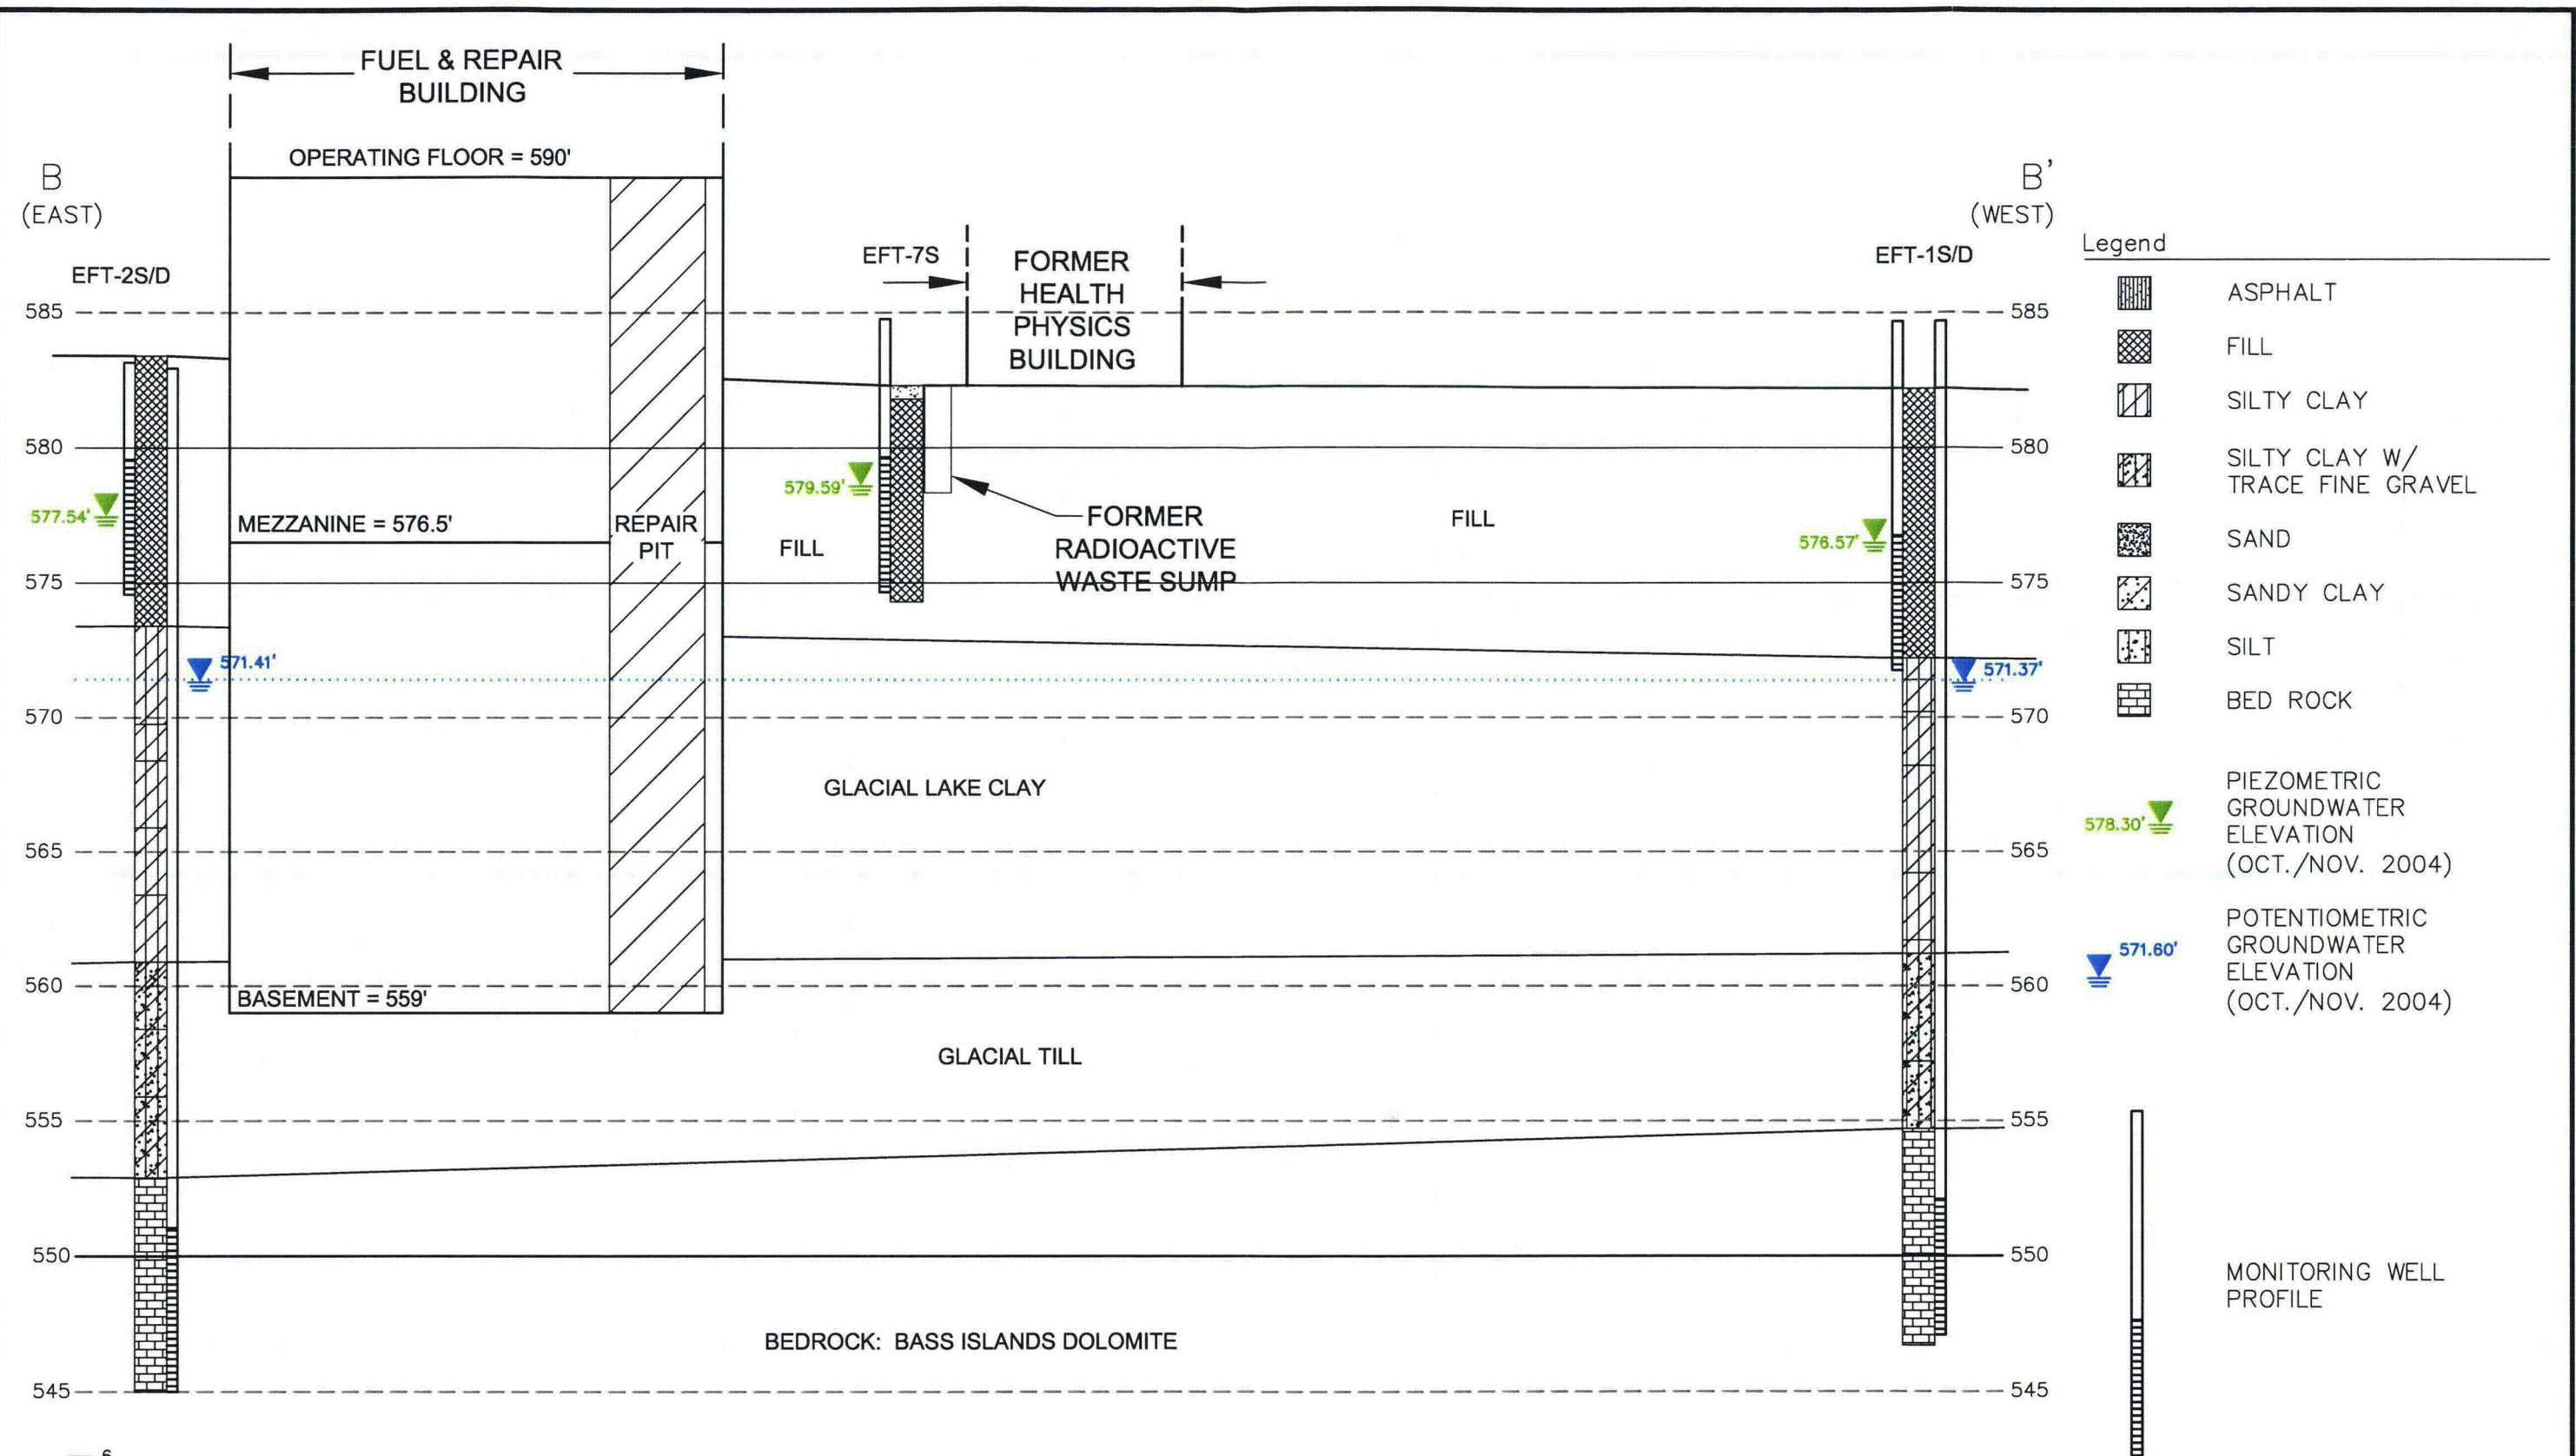 FUEL & REPAIR
BUILDING
OPERATING FLOOR = 590'
B
(EAST)
B'
(WEST)
EFT-2S/D
EFT-7S
FORMER
HEALTH
PHYSICS
BUILDING
EFT-1S/D
585
585
580
580
579.59'
577.54'
MEZZANINE = 576.5'
REPAIR
PIT
FILL
FORMER
RADIOACTIVE
WASTE SUMP
FILL
576.57'
575
575
571.41'
571.37'
570
570
GLACIAL LAKE CLAY
565
565
560
560
BASEMENT = 559'
GLACIAL TILL
555
555
550
550
BEDROCK: BASS ISLANDS DOLOMITE
545
545
6
Legend
ASPHALT
FILL
SILTY CLAY
SILTY CLAY W/
TRACE FINE GRAVEL
SAND
SANDY CLAY
SILT
BED ROCK
578.30'
PIEZOMETRIC
GROUNDWATER
ELEVATION
(OCT./NOV. 2004)
571.60'
POTENTIOMETRIC
GROUNDWATER
ELEVATION
(OCT./NOV. 2004)
MONITORING WELL
PROFILE